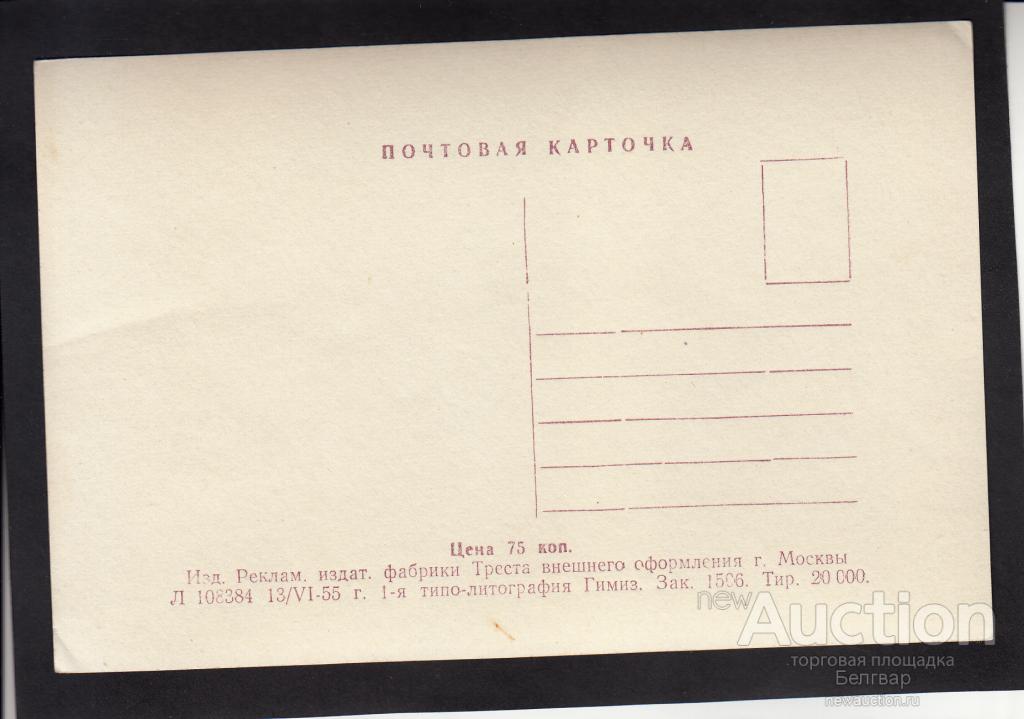 ПОЧТОВАЯ КАРТОЧКА
Цена 75 коп.
Изд. Реклам. издат. фабрики Треста внешнего оформления г. Москвы
Л 108384 13/VI-55 г. 1-я типо-литография Гимиз. Зак. 1506. Тир. 20 000.
newAuction
торговая площадка
Белгвар
newauction.ru